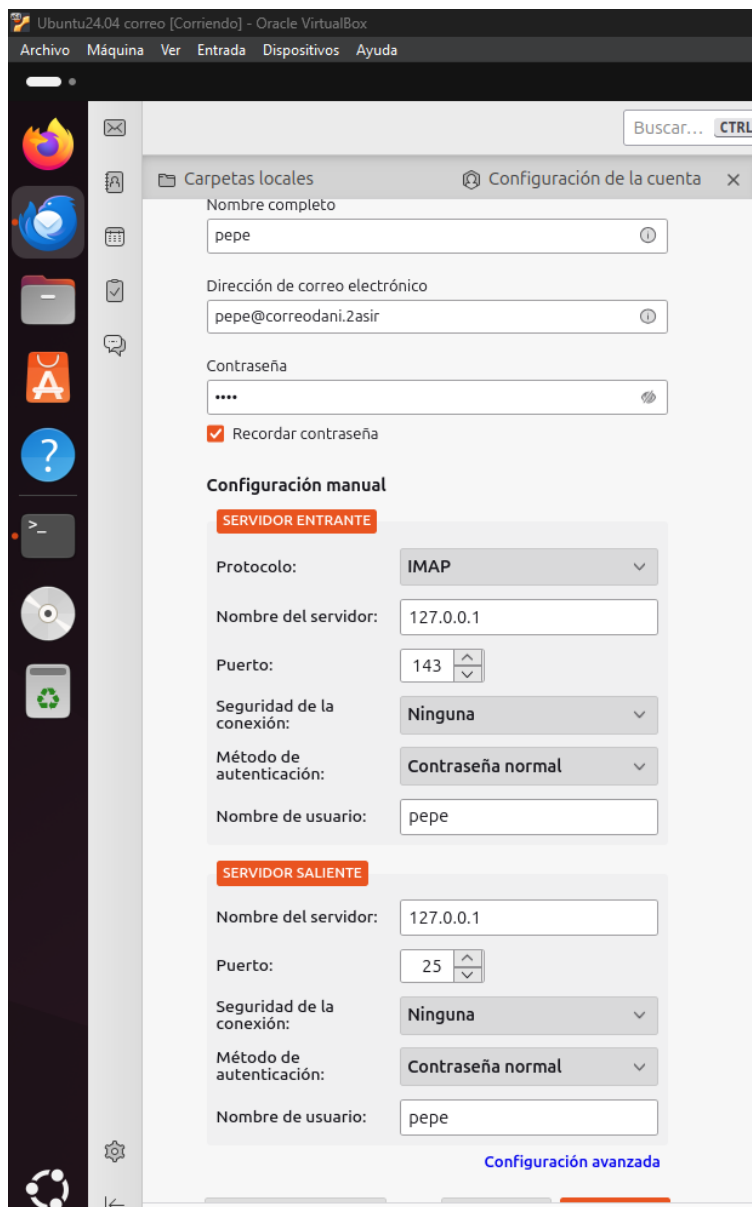 Ubuntu24.04 correo [Corriendo] - Oracle VirtualBox
Archivo Máquina Ver Entrada Dispositivos Ayuda
Buscar... CTRL
Carpetas locales Configuración de la cuenta
Nombre completo
pepe
Dirección de correo electrónico
pepe@correodani.2asir
Contraseña
••••
Recordar contraseña
Configuración manual
SERVIDOR ENTRANTE
Protocolo: IMAP
Nombre del servidor: 127.0.0.1
Puerto: 143
Seguridad de la
conexión: Ninguna
Método de
autenticación: Contraseña normal
Nombre de usuario: pepe
SERVIDOR SALIENTE
Nombre del servidor: 127.0.0.1
Puerto: 25
Seguridad de la
conexión: Ninguna
Método de
autenticación: Contraseña normal
Nombre de usuario: pepe
Configuración avanzada